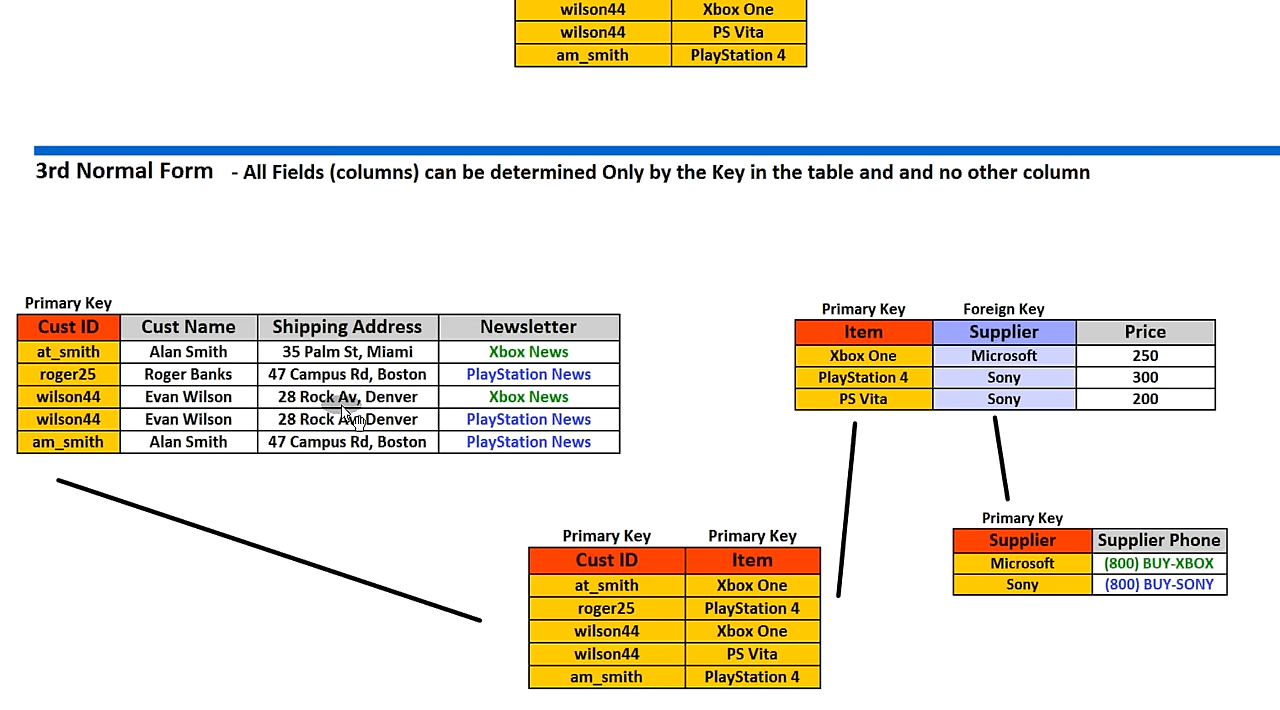 wilson44 Xbox One
wilson44 PS Vita
am_smith PlayStation 4
3rd Normal Form - All Fields (columns) can be determined Only by the Key in the table and and no other column
Primary Key
Cust ID Cust Name Shipping Address Newsletter
at_smith Alan Smith 35 Palm St, Miami Xbox News
roger25 Roger Banks 47 Campus Rd, Boston PlayStation News
wilson44 Evan Wilson 28 Rock Av, Denver Xbox News
wilson44 Evan Wilson 28 Rock Av, Denver PlayStation News
am_smith Alan Smith 47 Campus Rd, Boston PlayStation News
Primary Key Foreign Key
Item Supplier Price
Xbox One Microsoft 250
PlayStation 4 Sony 300
PS Vita Sony 200
Primary Key Primary Key
Cust ID Item
at_smith Xbox One
roger25 PlayStation 4
wilson44 Xbox One
wilson44 PS Vita
am_smith PlayStation 4
Primary Key
Supplier Supplier Phone
Microsoft (800) BUY-XBOX
Sony (800) BUY-SONY